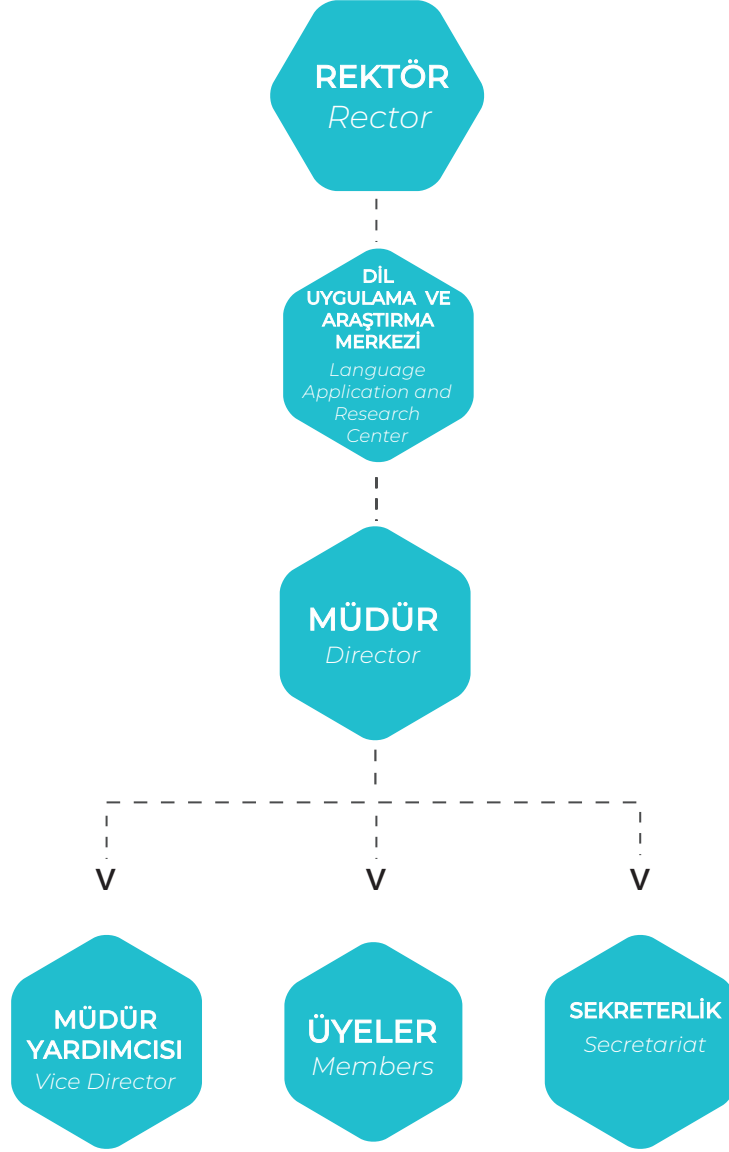 REKTÖR
Rector
DİL
UYGULAMA VE
ARAŞTIRMA
MERKEZİ
Language
Application and
Research
Center
MÜDÜR
Director
V
V
V
MÜDÜR
YARDIMCISI
Vice Director
ÜYELER
Members
SEKRETERLİK
Secretariat